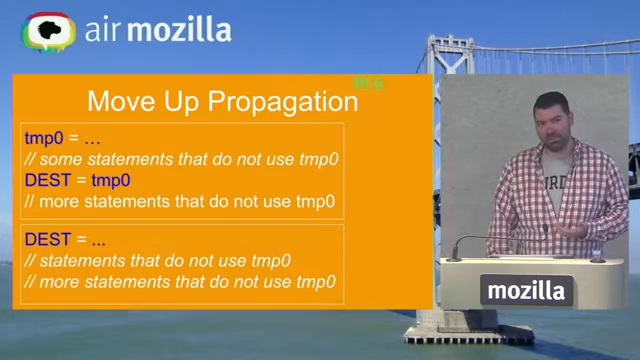 air mozilla
Move Up Propagation
tmp0 = …
// some statements that do not use tmp0
DEST = tmp0
// more statements that do not use tmp0
DEST = ...
// statements that do not use tmp0
// more statements that do not use tmp0
mozilla